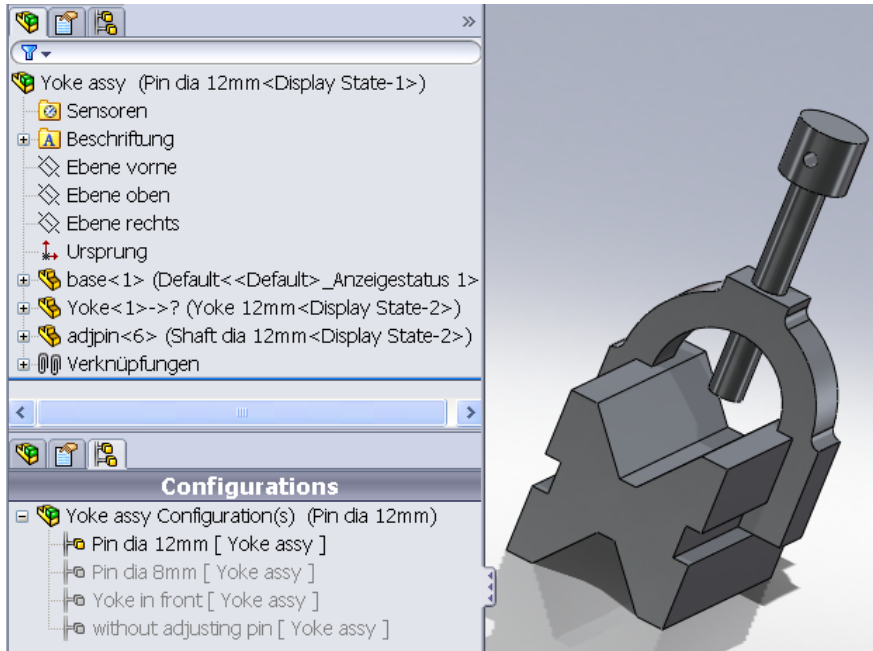 Yoke assy (Pin dia 12mm<Display State-1>)
Sensoren
A Beschriftung
Ebene vorne
Ebene oben
Ebene rechts
Ursprung
base<1> (Default<<Default>_Anzeigestatus 1>
Yoke<1>->? (Yoke 12mm<Display State-2>)
adjpin<6> (Shaft dia 12mm<Display State-2>)
Verknüpfungen
Configurations
Yoke assy Configuration(s) (Pin dia 12mm)
Pin dia 12mm [ Yoke assy ]
Pin dia 8mm [ Yoke assy ]
Yoke in front [ Yoke assy ]
without adjusting pin [ Yoke assy ]